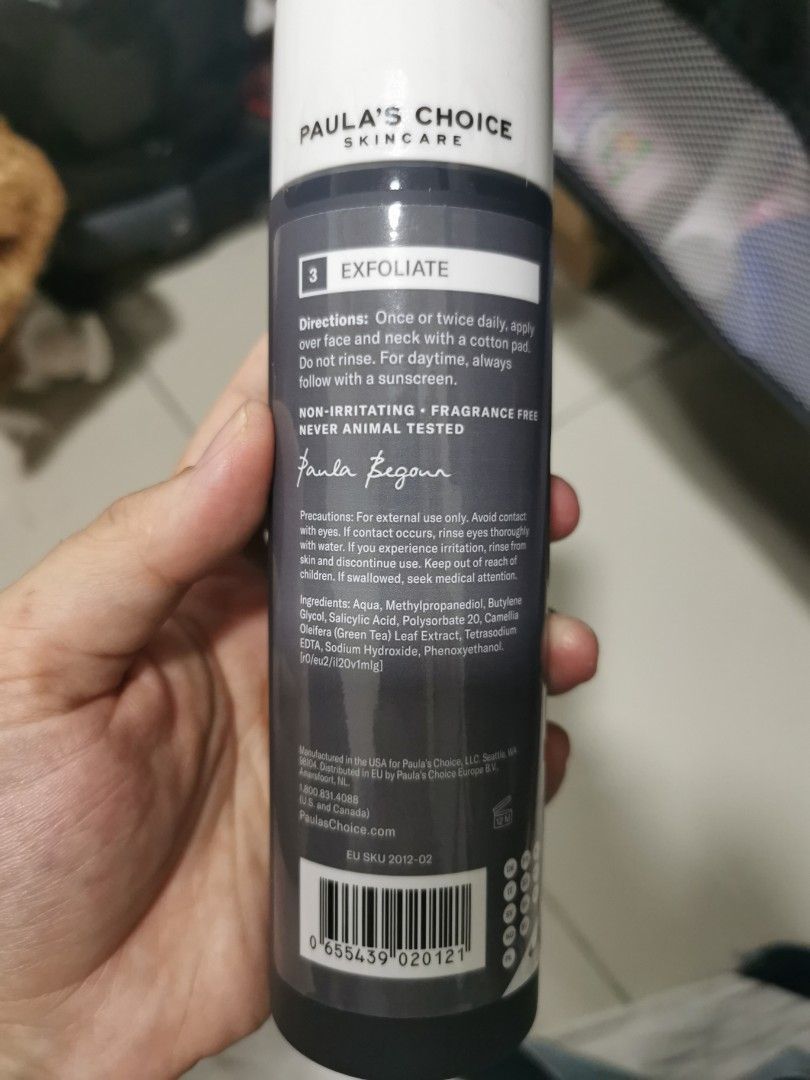 PAULA'S CHOICE
SKINCARE
3 EXFOLIATE
Directions: Once or twice daily, apply
over face and neck with a cotton pad.
Do not rinse. For daytime, always
follow with a sunscreen.
NON-IRRITATING • FRAGRANCE FREE
NEVER ANIMAL TESTED
Paula Begoun
Precautions: For external use only. Avoid contact
with eyes. If contact occurs, rinse eyes thoroughly
with water. If you experience irritation, rinse from
skin and discontinue use. Keep out of reach of
children. If swallowed, seek medical attention.
Ingredients: Aqua, Methylpropanediol, Butylene
Glycol, Salicylic Acid, Polysorbate 20, Camellia
Oleifera (Green Tea) Leaf Extract, Tetrasodium
EDTA, Sodium Hydroxide, Phenoxyethanol.
[r0/eu2/il20v1mlg]
Manufactured in the USA for Paula's Choice, LLC. Seattle, WA
98104. Distributed in EU by Paula's Choice Europe B.V.,
Amersfoort, NL.
1.800.831.4088
(U.S. and Canada)
PaulasChoice.com
12 M
EU SKU 2012-02
0 655439 020121